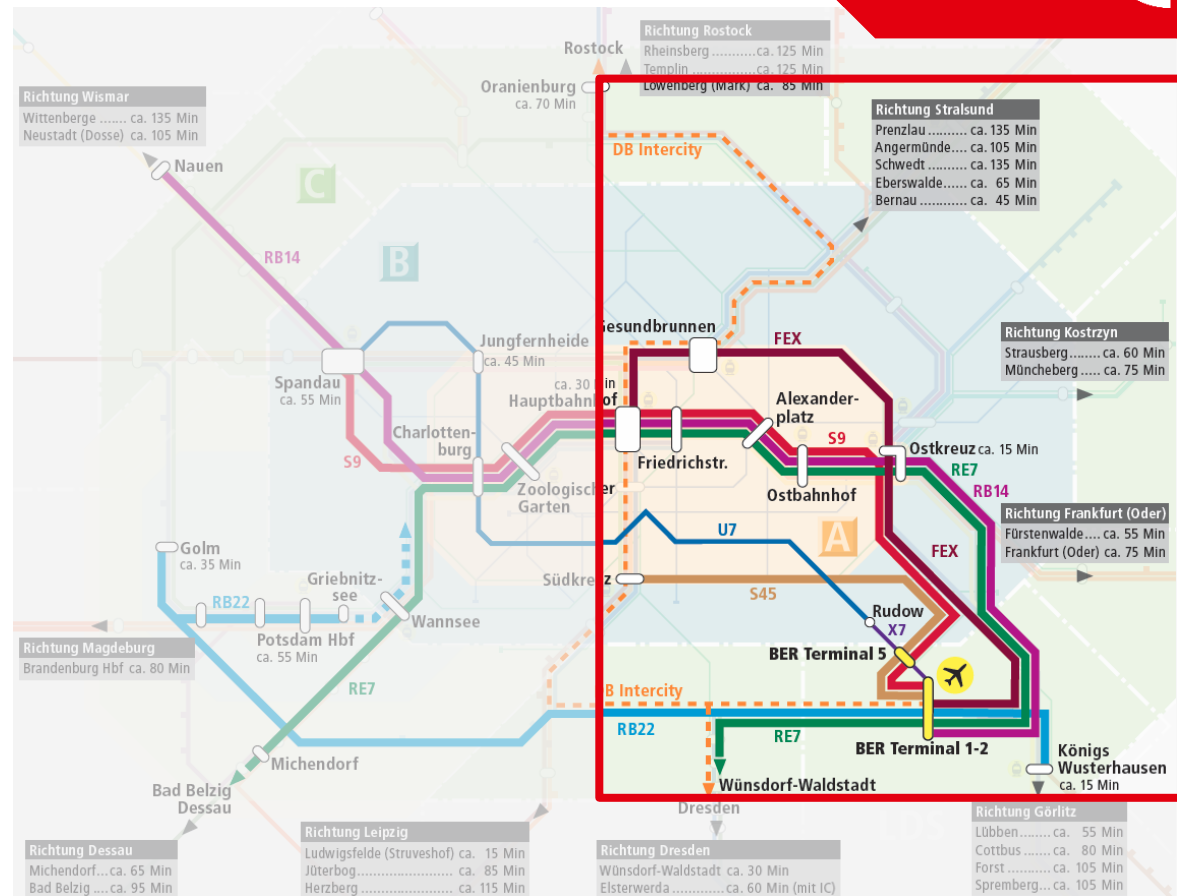 Richtung Rostock
Rheinsberg ........... ca. 125 Min
Templin ................ ca. 125 Min
Löwenberg (Mark) ca. 85 Min
Rostock
Oranienburg
ca. 70 Min
Richtung Wismar
Wittenberge ...... ca. 135 Min
Neustadt (Dosse) ca. 105 Min
Richtung Stralsund
Prenzlau .......... ca. 135 Min
Angermünde.... ca. 105 Min
Schwedt .......... ca. 135 Min
Eberswalde...... ca. 65 Min
Bernau ............ ca. 45 Min
DB Intercity
Nauen
C
B
RB14
Gesundbrunnen
FEX
Jungfernheide
ca. 45 Min
Richtung Kostrzyn
Strausberg....... ca. 60 Min
Müncheberg ..... ca. 75 Min
Spandau
ca. 55 Min
ca. 30 Min
Hauptbahnhof
Alexander-
platz
Charlotten-
burg
S9
S9
Friedrichstr.
Ostkreuz ca. 15 Min
RE7
RB14
Zoologischer
Garten
Ostbahnhof
Richtung Frankfurt (Oder)
Fürstenwalde.... ca. 55 Min
Frankfurt (Oder) ca. 75 Min
U7
A
FEX
Golm
ca. 35 Min
Griebnitz-
see
Südkreuz
S45
RB22
Wannsee
Rudow
X7
Potsdam Hbf
ca. 55 Min
Richtung Magdeburg
Brandenburg Hbf ca. 80 Min
BER Terminal 5
RE7
B Intercity
RB22
RE7
BER Terminal 1-2
Michendorf
Königs
Wusterhausen
ca. 15 Min
Wünsdorf-Waldstadt
Bad Belzig
Dessau
Dresden
Richtung Görlitz
Lübben........ ca. 55 Min
Cottbus ...... ca. 80 Min
Forst .......... ca. 105 Min
Spremberg... ca. 105 Min
Richtung Leipzig
Ludwigsfelde (Struveshof) ca. 15 Min
Jüterbog........................ ca. 85 Min
Herzberg ....................... ca. 115 Min
Richtung Dessau
Michendorf... ca. 65 Min
Bad Belzig .... ca. 95 Min
Richtung Dresden
Wünsdorf-Waldstadt ca. 30 Min
Elsterwerda ............ ca. 60 Min (mit IC)